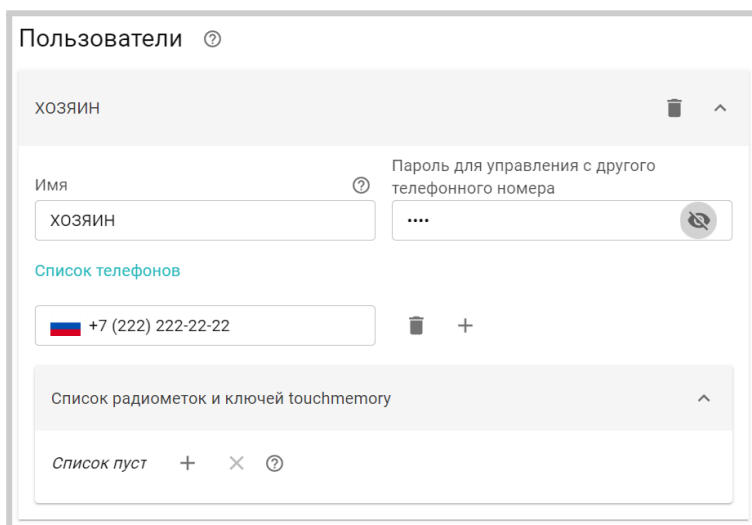 Пользователи
ХОЗЯИН
Имя
Пароль для управления с другого
телефонного номера
ХОЗЯИН
••••
Список телефонов
+7 (222) 222-22-22
Список радиометок и ключей touchmemory
Список пуст